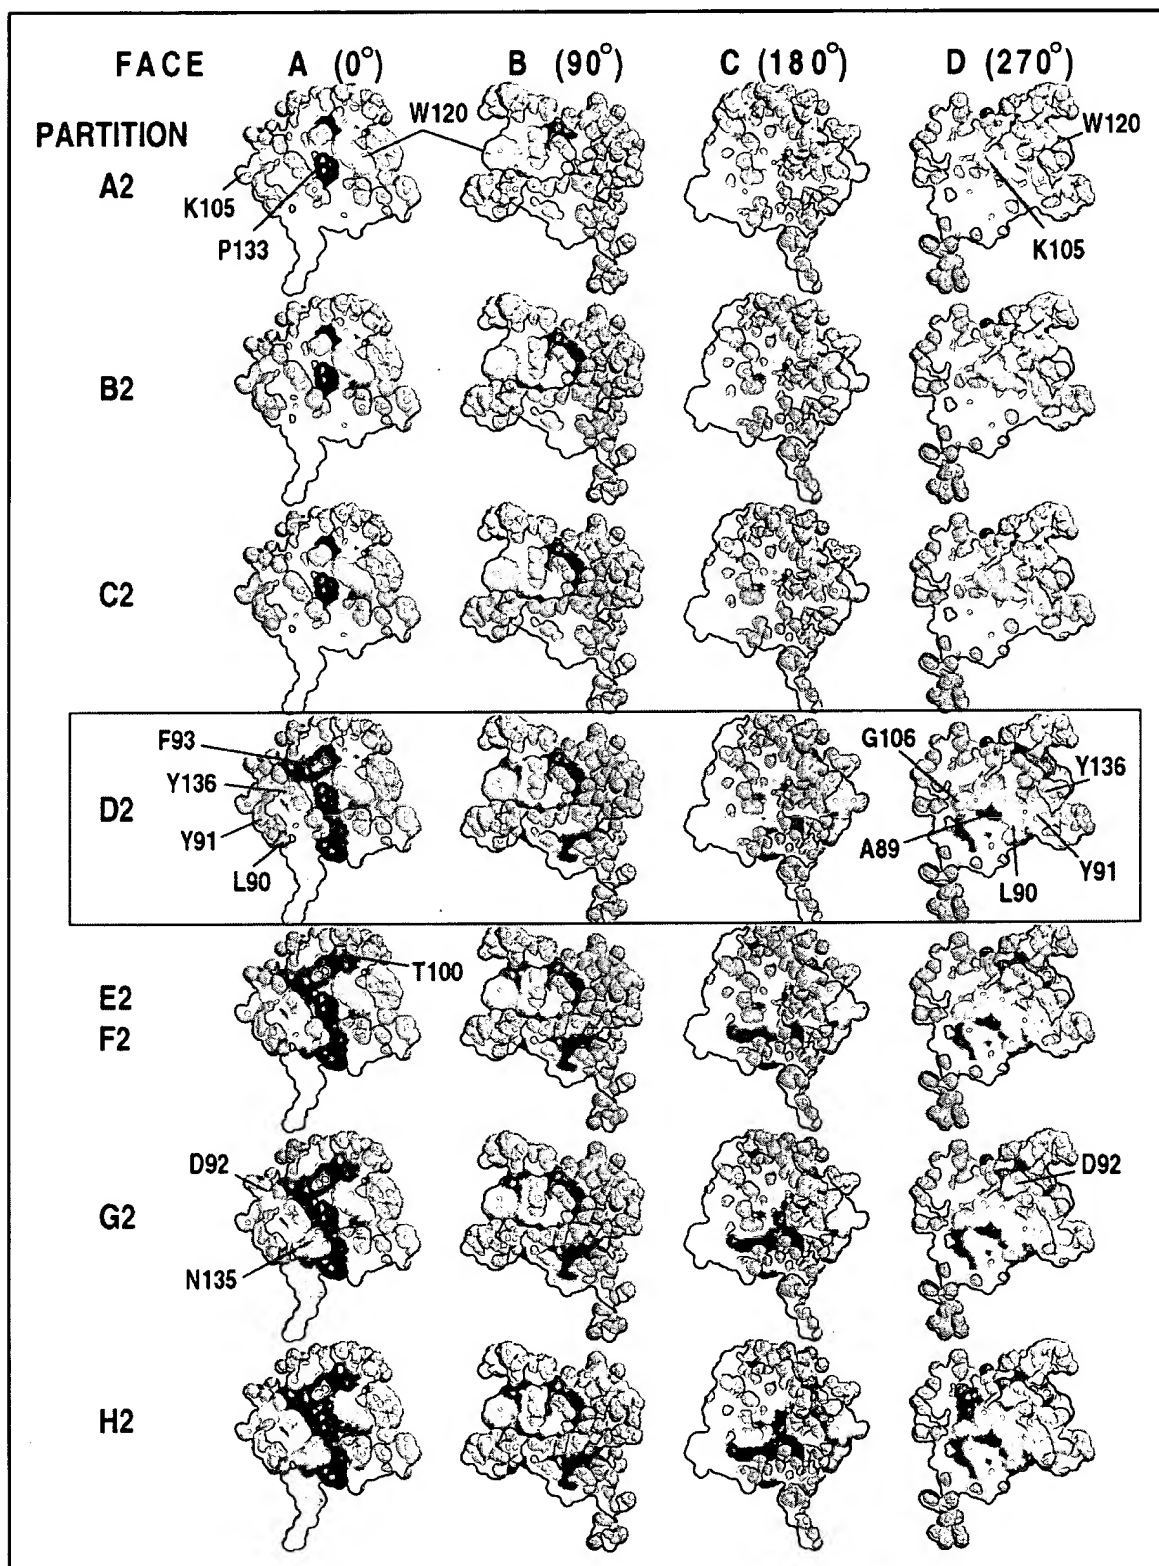 FACE A (0°) B (90°) C (180°) D (270°)
PARTITION
W120
W120
A2
K105
P133
K105
B2
C2
F93
G106
Y136
Y136
D2
Y91
A89
L90
L90
Y91
T100
E2
F2
D92
D92
G2
N135
H2